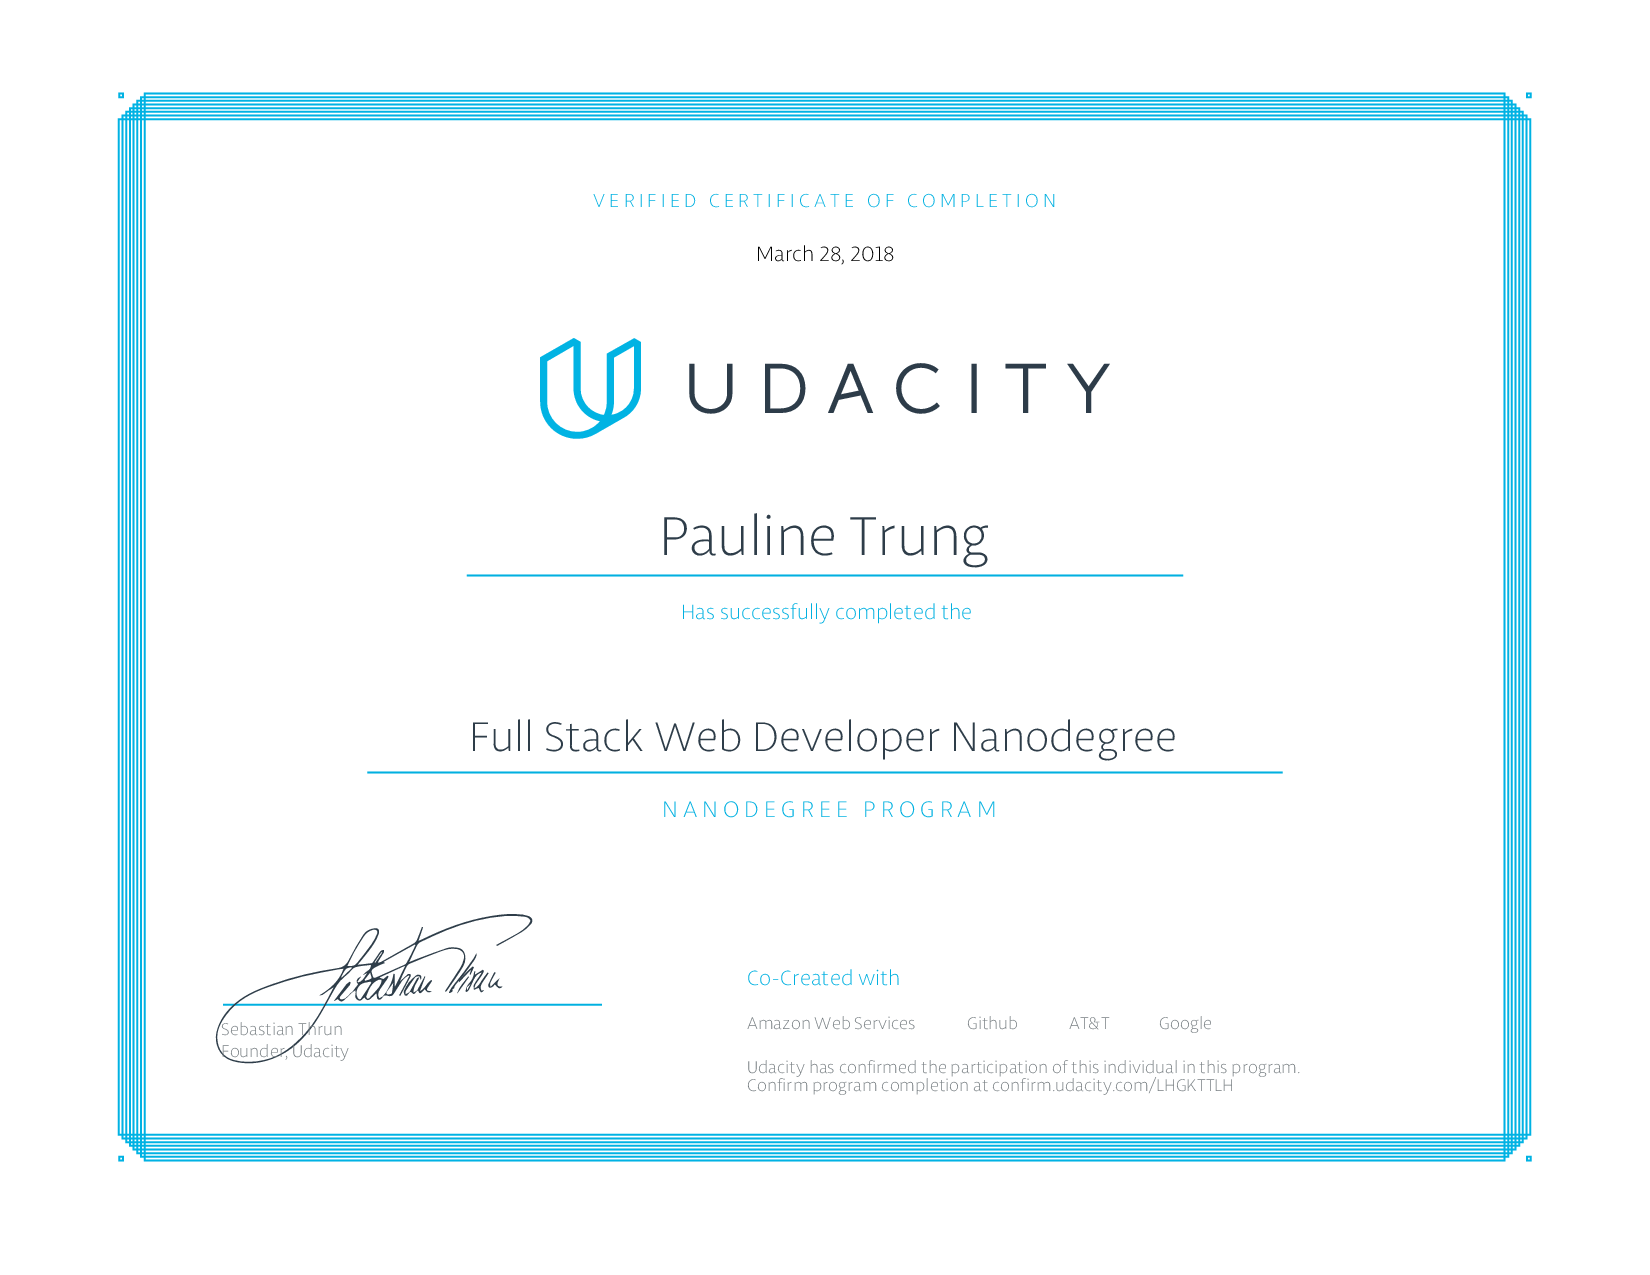 VERIFIED CERTIFICATE OF COMPLETION
March 28, 2018
UDACITY
Pauline Trung
Has successfully completed the
Full Stack Web Developer Nanodegree
NANODEGREE PROGRAM
Sebastian Thrun
Sebastian Thrun
Founder, Udacity
Co-Created with
Amazon Web Services Github AT&T Google
Udacity has confirmed the participation of this individual in this program.
Confirm program completion at confirm.udacity.com/LHGKTTLH